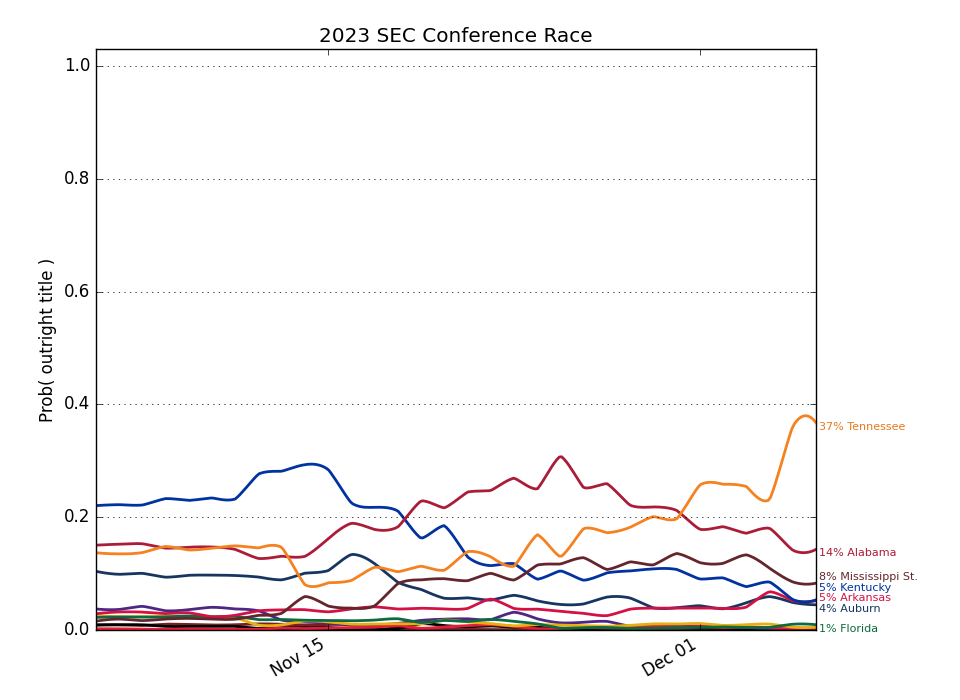 2023 SEC Conference Race
Prob( outright title )
1.0
0.8
0.6
0.4
0.2
0.0
Nov 15
Dec 01
37% Tennessee
14% Alabama
8% Mississippi St.
5% Kentucky
5% Arkansas
4% Auburn
1% Florida